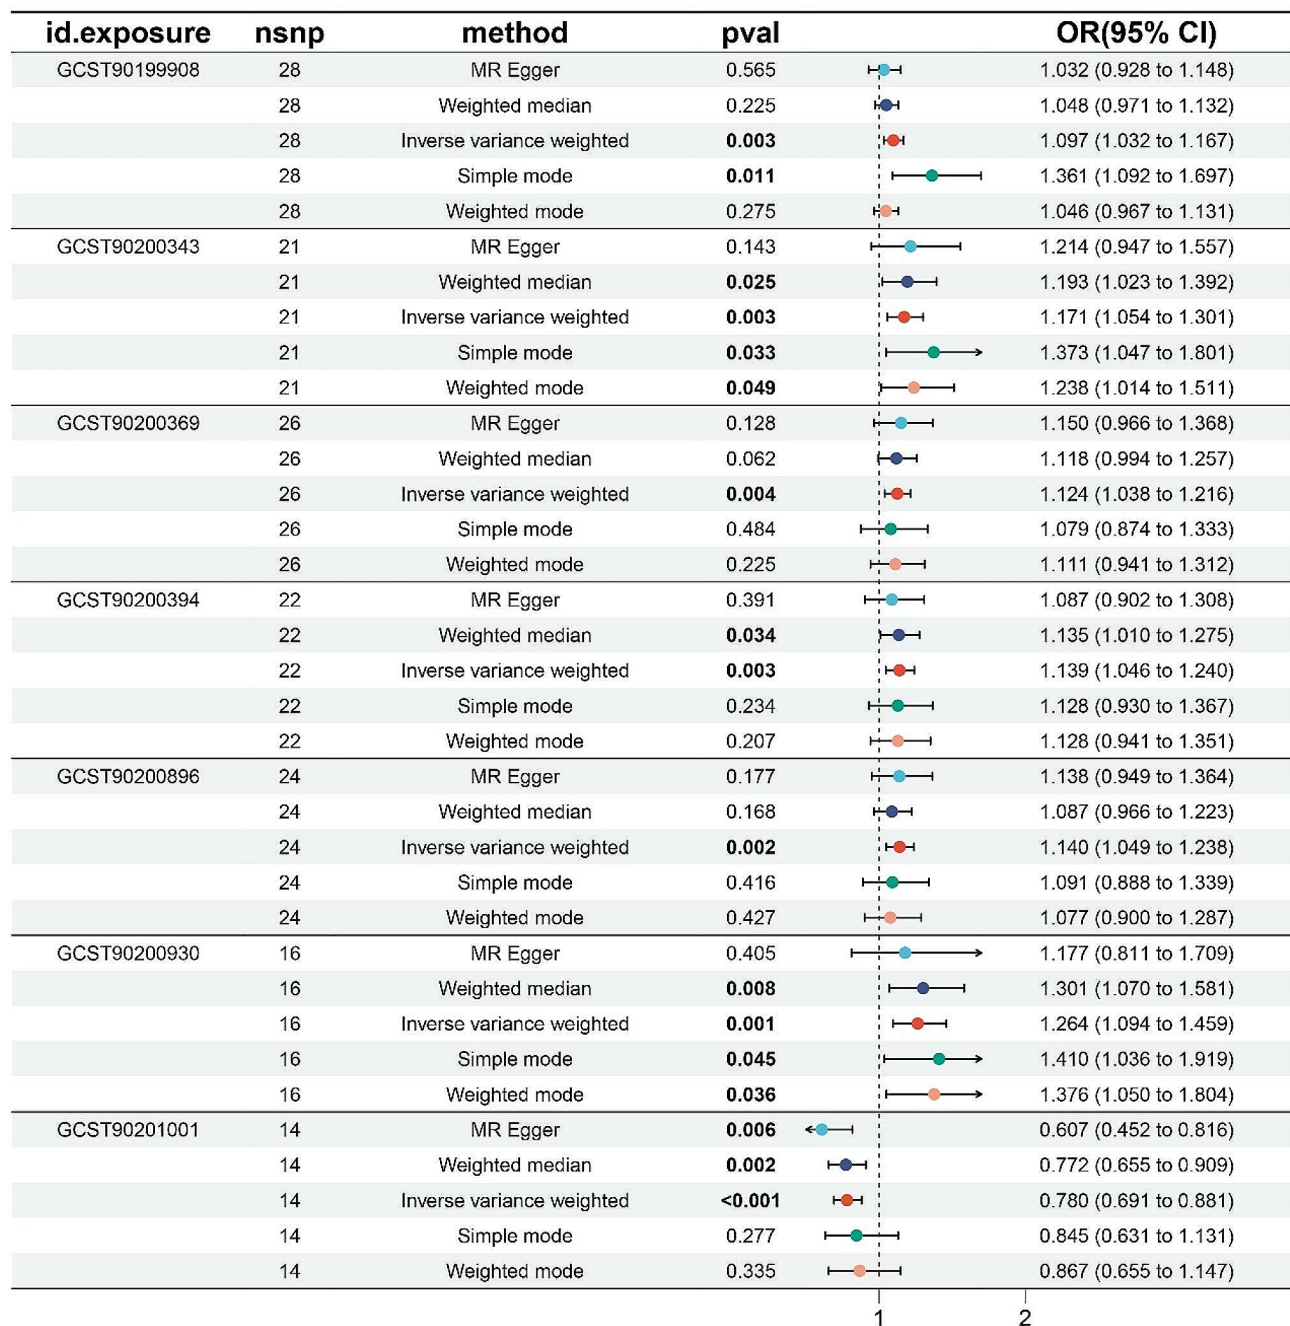 id.exposure nsnp method pval OR(95% CI)
GCST90199908 28 MR Egger 0.565 1.032 (0.928 to 1.148)
28 Weighted median 0.225 1.048 (0.971 to 1.132)
28 Inverse variance weighted 0.003 1.097 (1.032 to 1.167)
28 Simple mode 0.011 1.361 (1.092 to 1.697)
28 Weighted mode 0.275 1.046 (0.967 to 1.131)
GCST90200343 21 MR Egger 0.143 1.214 (0.947 to 1.557)
21 Weighted median 0.025 1.193 (1.023 to 1.392)
21 Inverse variance weighted 0.003 1.171 (1.054 to 1.301)
21 Simple mode 0.033 1.373 (1.047 to 1.801)
21 Weighted mode 0.049 1.238 (1.014 to 1.511)
GCST90200369 26 MR Egger 0.128 1.150 (0.966 to 1.368)
26 Weighted median 0.062 1.118 (0.994 to 1.257)
26 Inverse variance weighted 0.004 1.124 (1.038 to 1.216)
26 Simple mode 0.484 1.079 (0.874 to 1.333)
26 Weighted mode 0.225 1.111 (0.941 to 1.312)
GCST90200394 22 MR Egger 0.391 1.087 (0.902 to 1.308)
22 Weighted median 0.034 1.135 (1.010 to 1.275)
22 Inverse variance weighted 0.003 1.139 (1.046 to 1.240)
22 Simple mode 0.234 1.128 (0.930 to 1.367)
22 Weighted mode 0.207 1.128 (0.941 to 1.351)
GCST90200896 24 MR Egger 0.177 1.138 (0.949 to 1.364)
24 Weighted median 0.168 1.087 (0.966 to 1.223)
24 Inverse variance weighted 0.002 1.140 (1.049 to 1.238)
24 Simple mode 0.416 1.091 (0.888 to 1.339)
24 Weighted mode 0.427 1.077 (0.900 to 1.287)
GCST90200930 16 MR Egger 0.405 1.177 (0.811 to 1.709)
16 Weighted median 0.008 1.301 (1.070 to 1.581)
16 Inverse variance weighted 0.001 1.264 (1.094 to 1.459)
16 Simple mode 0.045 1.410 (1.036 to 1.919)
16 Weighted mode 0.036 1.376 (1.050 to 1.804)
GCST90201001 14 MR Egger 0.006 0.607 (0.452 to 0.816)
14 Weighted median 0.002 0.772 (0.655 to 0.909)
14 Inverse variance weighted <0.001 0.780 (0.691 to 0.881)
14 Simple mode 0.277 0.845 (0.631 to 1.131)
14 Weighted mode 0.335 0.867 (0.655 to 1.147)
1 2